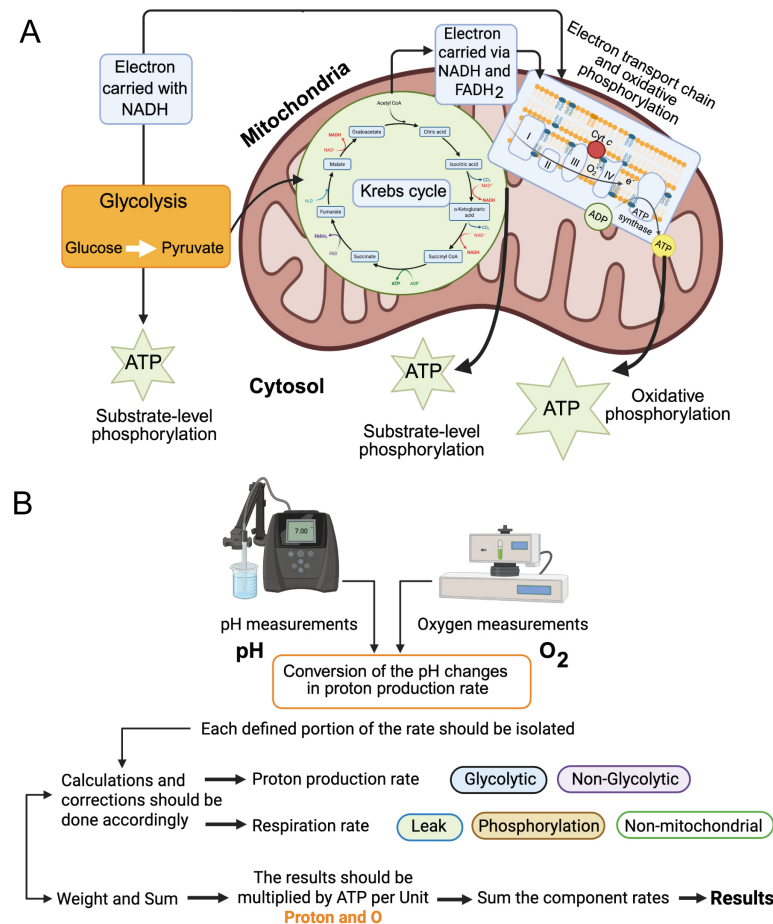 A
Electron
carried with
NADH
Electron
carried via
NADH and
FADH2
Electron transport chain
and oxidative
phosphorylation
Mitochondria
Glycolysis
Glucose
Pyruvate
Krebs cycle
Acetyl CoA
Citric acid
Isocitric acid
CO₂
NAD⁺
NADH
α-Ketoglutaric
acid
CO₂
NAD⁺
NADH
Succinyl CoA
ADP
ATP
Succinate
FAD
FADH₂
Fumarate
H₂O
Malate
NAD⁺
NADH
Oxaloacetate
I
II
III
Cyt c
O₂
IV
e⁻
ATP
synthase
ADP
ATP
ATP
Substrate-level
phosphorylation
Cytosol
ATP
Substrate-level
phosphorylation
ATP
Oxidative
phosphorylation
B
7.00
pH measurements
Oxygen measurements
pH
O2
Conversion of the pH changes
in proton production rate
Each defined portion of the rate should be isolated
Calculations and
corrections should be
done accordingly
Proton production rate
Glycolytic
Non-Glycolytic
Respiration rate
Leak
Phosphorylation
Non-mitochondrial
Weight and Sum
The results should be
multiplied by ATP per Unit
Proton and O
Sum the component rates
Results